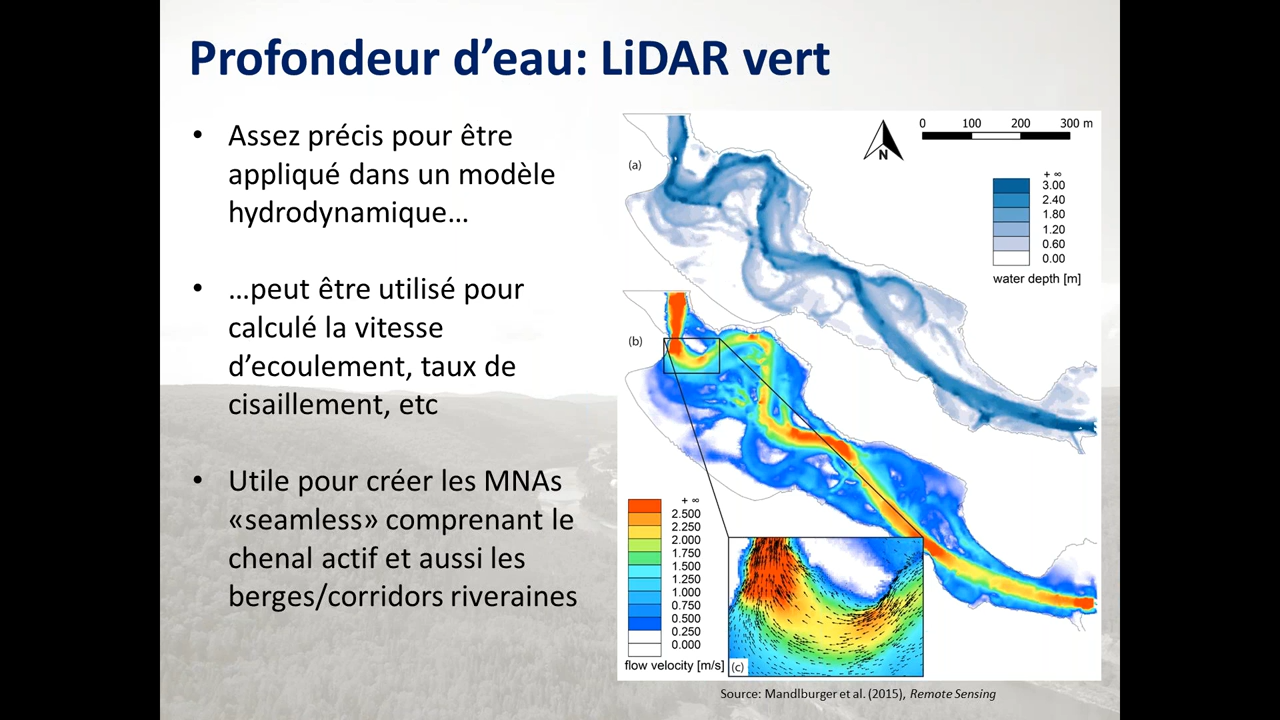 Profondeur d’eau: LiDAR vert
• Assez précis pour être
appliqué dans un modèle
hydrodynamique…
• …peut être utilisé pour
calculé la vitesse
d’ecoulement, taux de
cisaillement, etc
• Utile pour créer les MNAs
«seamless» comprenant le
chenal actif et aussi les
berges/corridors riveraines
0 100 200 300 m
N
(a)
+ ∞
3.00
2.40
1.80
1.20
0.60
0.00
water depth [m]
(b)
+ ∞
2.500
2.250
2.000
1.750
1.500
1.250
1.000
0.750
0.500
0.250
0.000
flow velocity [m/s]
(c)
Source: Mandlburger et al. (2015), Remote Sensing